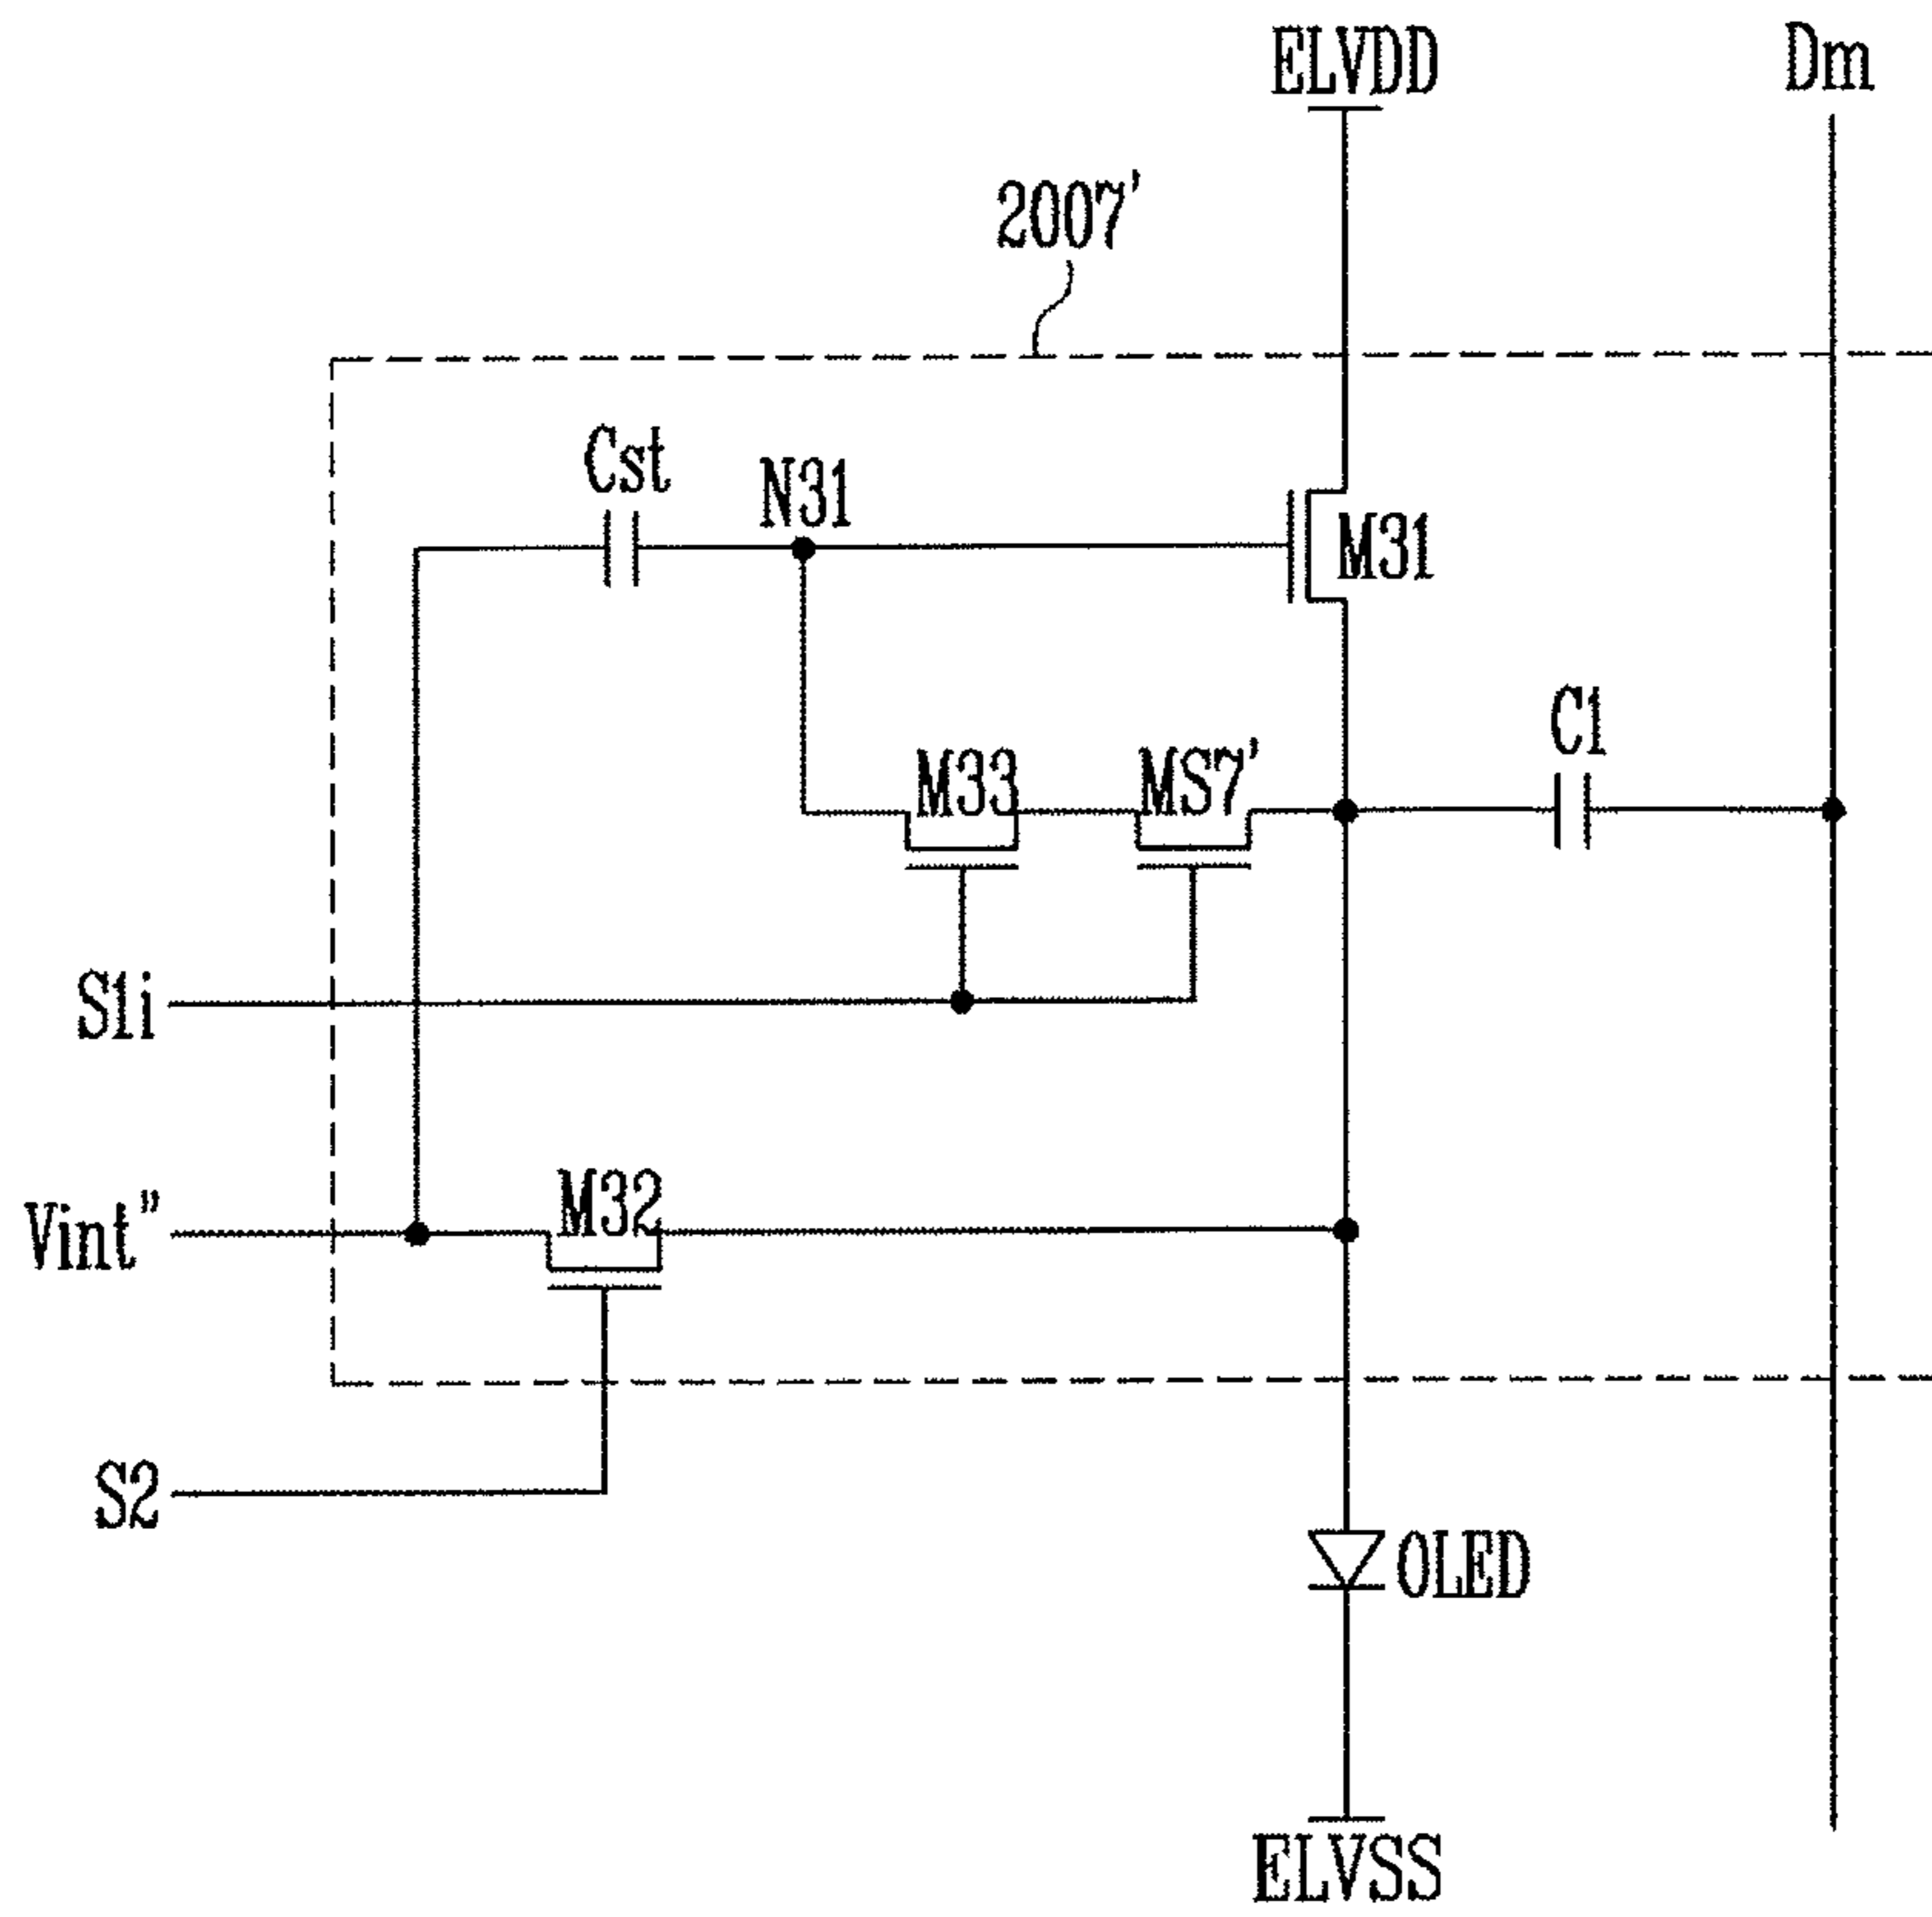 ELVDD
Dm
2007'
Cst
N31
M31
C1
M33
MS7'
S1i
M32
Vint"
S2
OLED
ELVSS